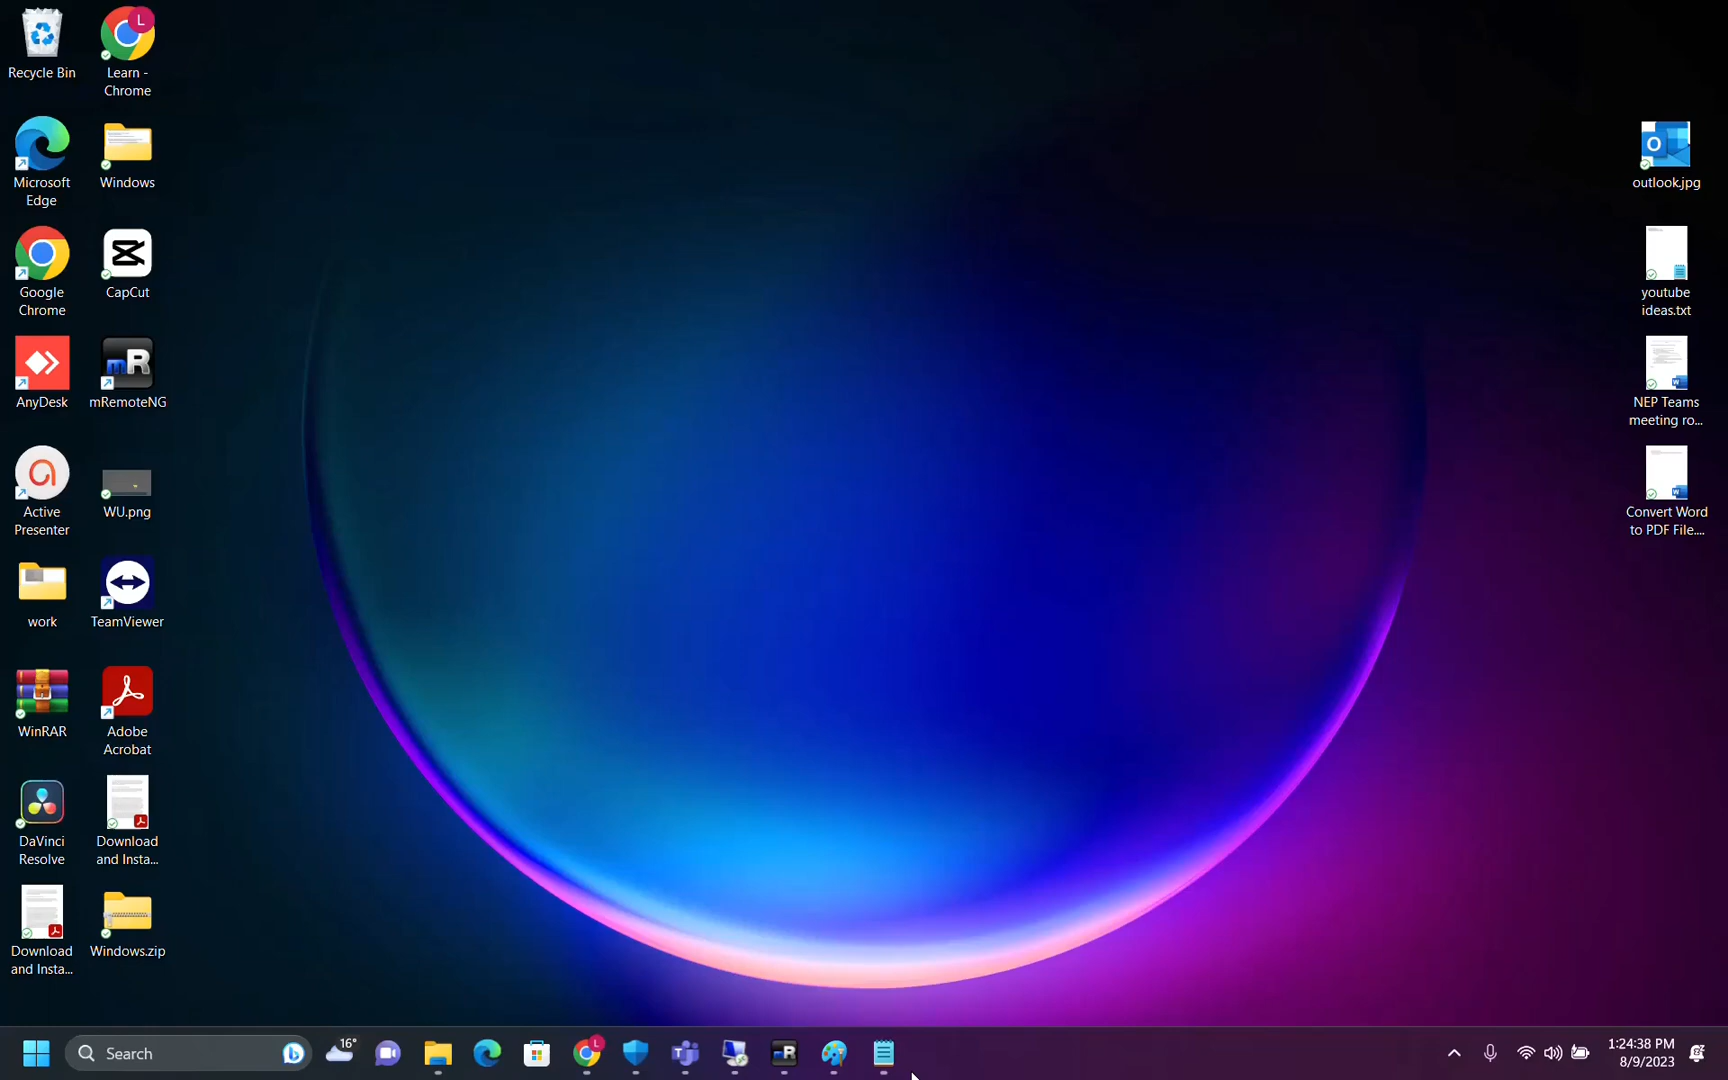 Recycle Bin
L
Learn -
Chrome
Microsoft
Edge
Windows
Google
Chrome
CapCut
AnyDesk
mR
mRemoteNG
Active
Presenter
WU.png
work
TeamViewer
WinRAR
Adobe
Acrobat
DaVinci
Resolve
Download
and Insta...
Download
and Insta...
Windows.zip
O
outlook.jpg
youtube
ideas.txt
NEP Teams
meeting ro...
Convert Word
to PDF File....
Search
16°
L
T
R
1:24:38 PM
8/9/2023